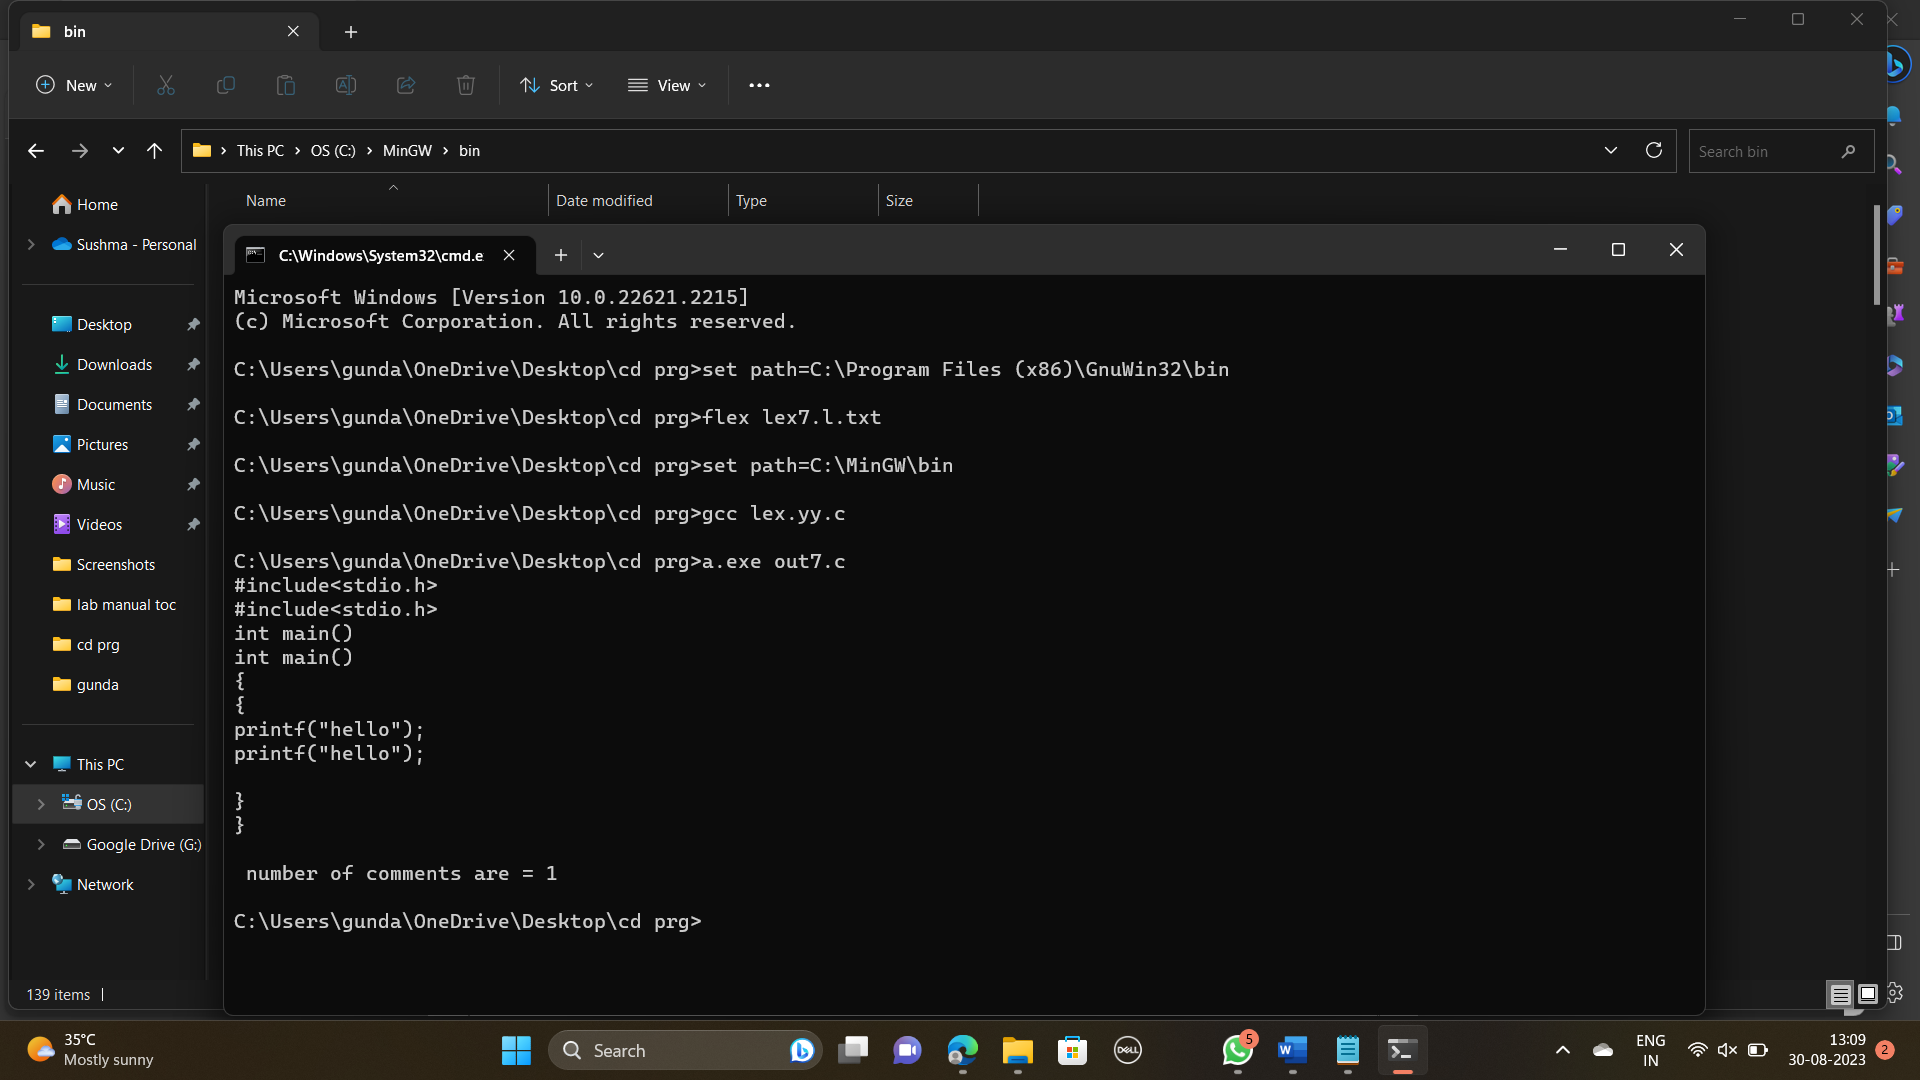 bin
New
Sort
View
This PC > OS (C:) > MinGW > bin
Search bin
Name
Date modified
Type
Size
Home
Sushma - Personal
Desktop
Downloads
Documents
Pictures
Music
Videos
Screenshots
lab manual toc
cd prg
gunda
This PC
OS (C:)
Google Drive (G:)
Network
139 items
C:\Windows\System32\cmd.e
Microsoft Windows [Version 10.0.22621.2215]
(c) Microsoft Corporation. All rights reserved.
C:\Users\gunda\OneDrive\Desktop\cd prg>set path=C:\Program Files (x86)\GnuWin32\bin
C:\Users\gunda\OneDrive\Desktop\cd prg>flex lex7.l.txt
C:\Users\gunda\OneDrive\Desktop\cd prg>set path=C:\MinGW\bin
C:\Users\gunda\OneDrive\Desktop\cd prg>gcc lex.yy.c
C:\Users\gunda\OneDrive\Desktop\cd prg>a.exe out7.c
#include<stdio.h>
#include<stdio.h>
int main()
int main()
{
{
printf("hello");
printf("hello");
}
}
number of comments are = 1
C:\Users\gunda\OneDrive\Desktop\cd prg>
35°C
Mostly sunny
Search
DELL
5
ENG
IN
13:09
30-08-2023
2